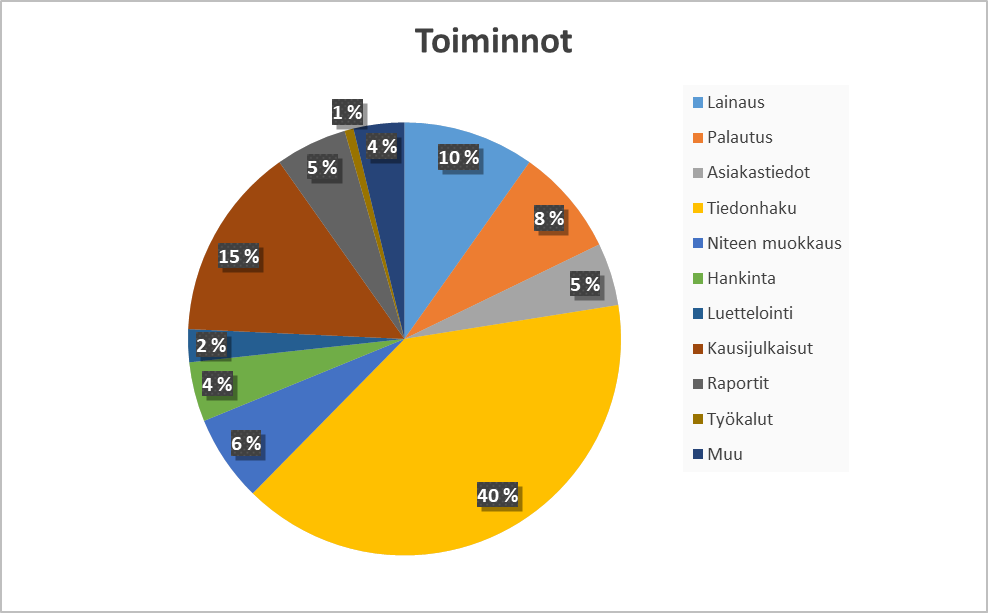 Toiminnot
1 %
4 %
10 %
8 %
5 %
40 %
6 %
4 %
2 %
15 %
5 %
Lainaus
Palautus
Asiakastiedot
Tiedonhaku
Niteen muokkaus
Hankinta
Luettelointi
Kausijulkaisut
Raportit
Työkalut
Muu